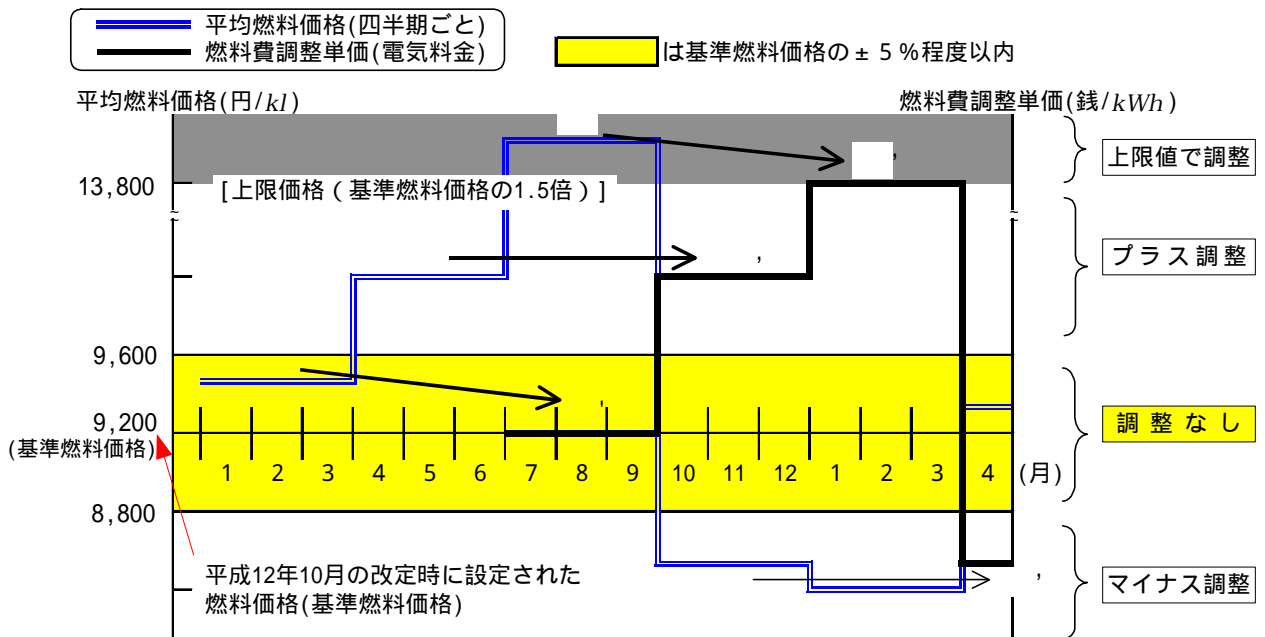 平均燃料価格(四半期ごと)
燃料費調整単価(電気料金)
は基準燃料価格の±5%程度以内
平均燃料価格(円/kl)
燃料費調整単価(銭/kWh)
上限値で調整
13,800
[上限価格(基準燃料価格の1.5倍)]
プラス調整
9,600
9,200
(基準燃料価格)
調整なし
1 2 3 4 5 6 7 8 9 10 11 12 1 2 3 4 (月)
8,800
平成12年10月の改定時に設定された
燃料価格(基準燃料価格)
マイナス調整